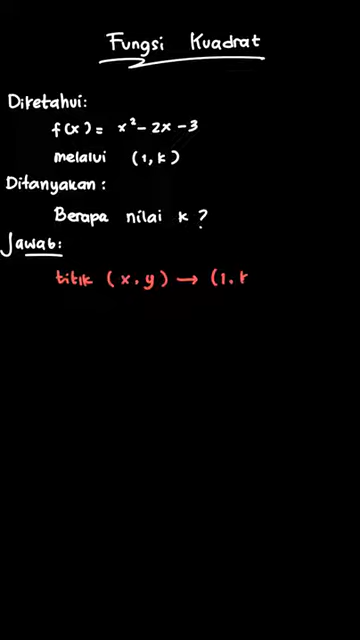 Fungsi Kuadrat
Diketahui:
f(x) = x² - 2x - 3
melalui (1, k)
Ditanyakan:
Berapa nilai k?
Jawab:
titik (x, y) → (1, k